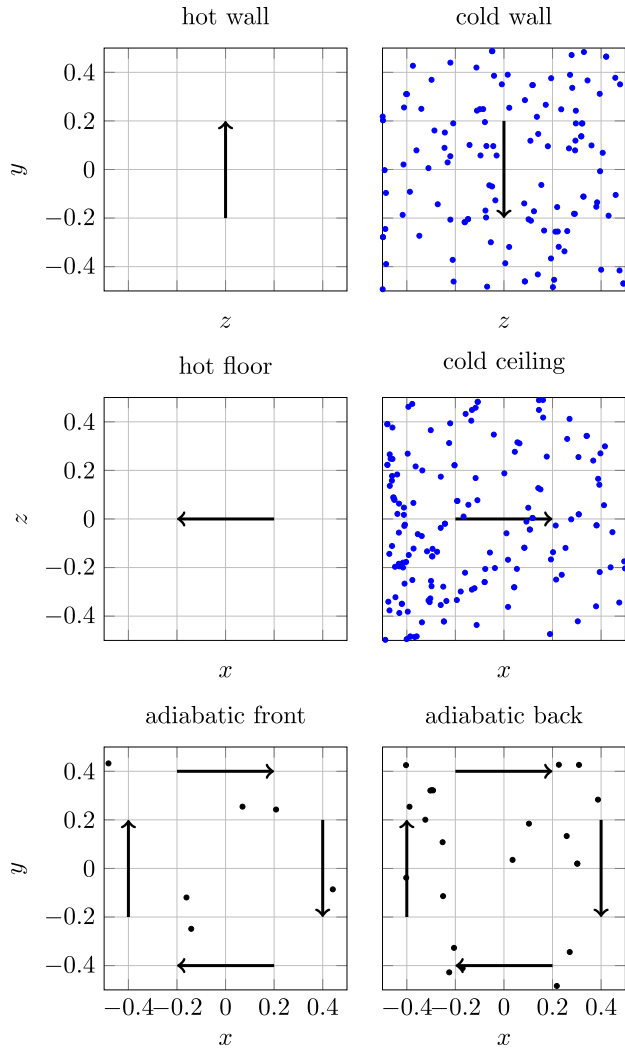 hot wall cold wall
0.4
0.2
0
−0.2
−0.4
y
z z
hot floor cold ceiling
0.4
0.2
0
−0.2
−0.4
z
x x
adiabatic front adiabatic back
0.4
0.2
0
−0.2
−0.4
y
−0.4 −0.2 0 0.2 0.4 −0.4 −0.2 0 0.2 0.4
x x